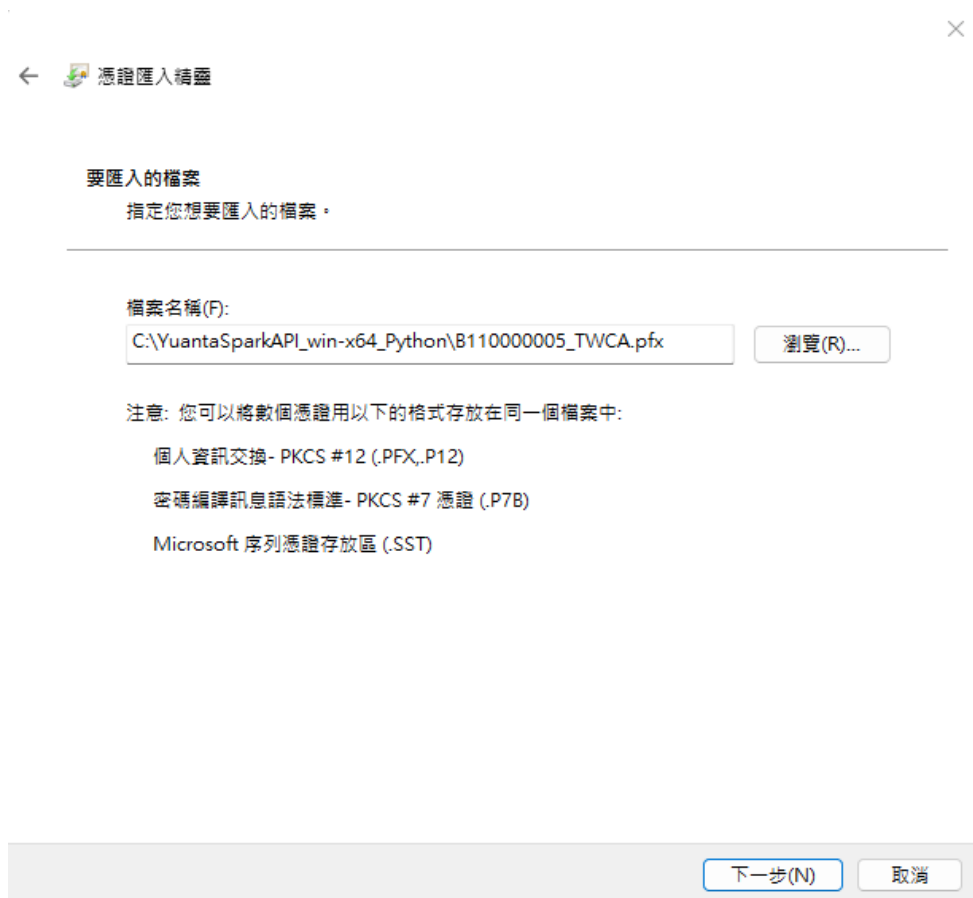 憑證匯入精靈
要匯入的檔案
指定您想要匯入的檔案。
檔案名稱(F):
C:\YuantaSparkAPI_win-x64_Python\B110000005_TWCA.pfx
瀏覽(R)...
注意: 您可以將數個憑證用以下的格式存放在同一個檔案中:
個人資訊交換- PKCS #12 (.PFX,.P12)
密碼編譯訊息語法標準- PKCS #7 憑證 (.P7B)
Microsoft 序列憑證存放區 (.SST)
下一步(N)
取消